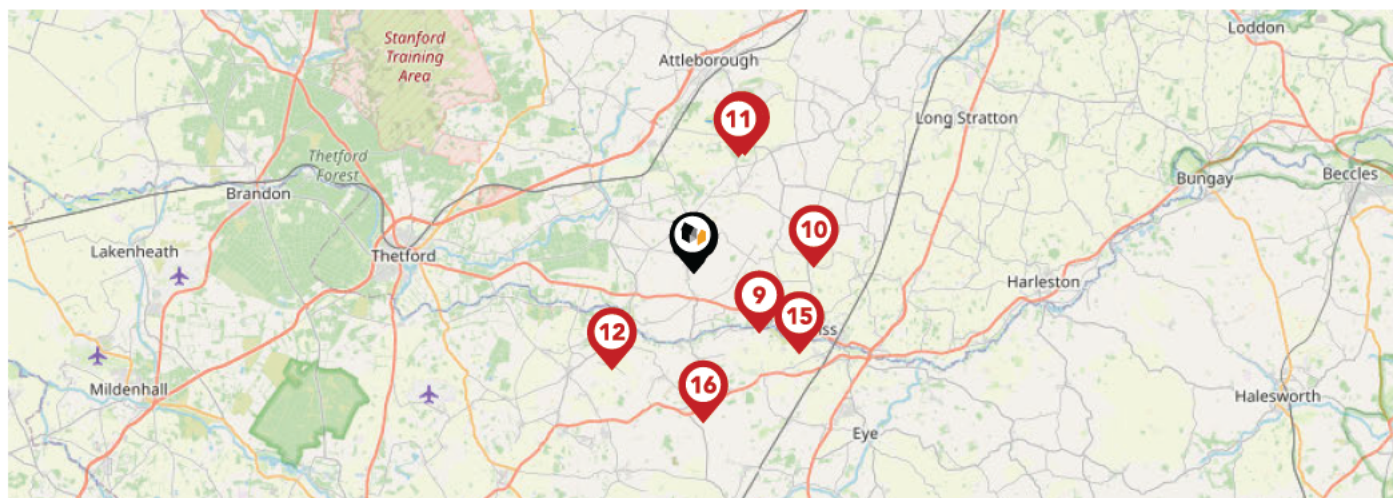 Loddon
Stanford
Training
Area
Attleborough
11
Long Stratton
Thetford
Forest
Brandon
Bungay
Beccles
10
Lakenheath
Thetford
Harleston
9
15
iss
12
Mildenhall
16
Halesworth
Eye